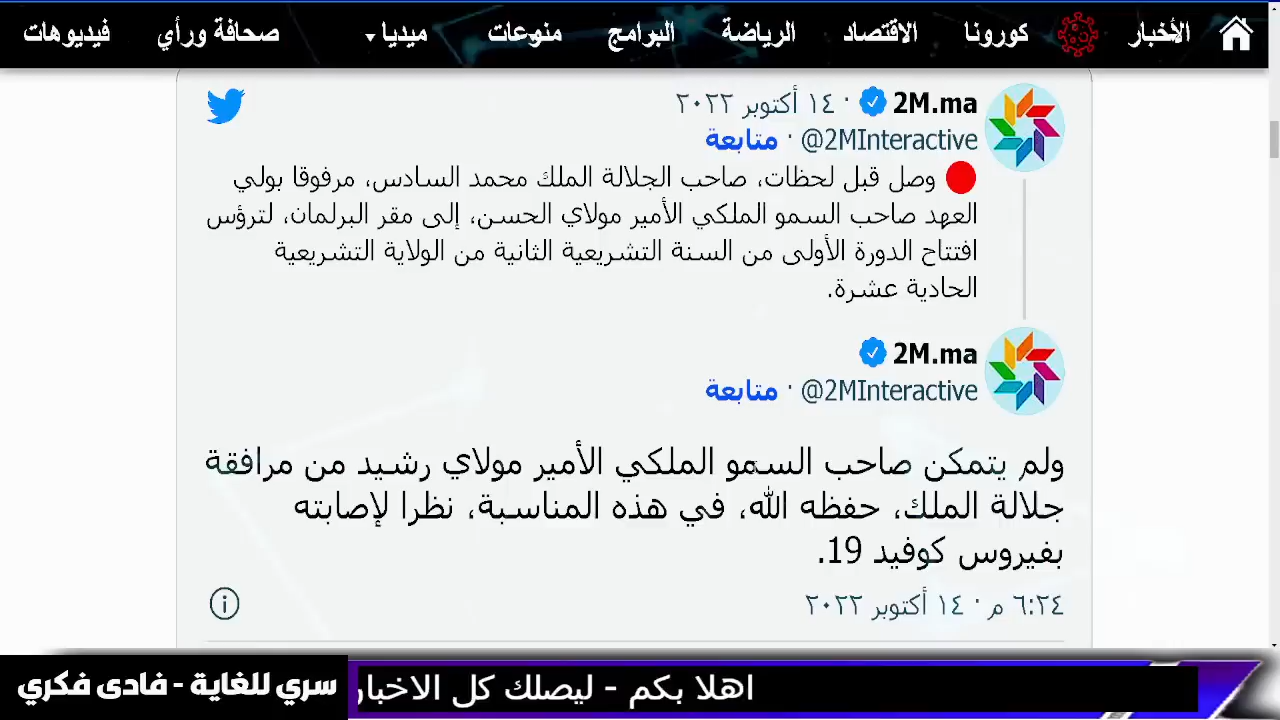 الأخبار كورونا الاقتصاد الرياضة البرامج منوعات ميديا صحافة ورأي فيديوهات
2M.ma · ١٤ أكتوبر ٢٠٢٢
@2MInteractive · متابعة
وصل قبل لحظات، صاحب الجلالة الملك محمد السادس، مرفوقا بولي
العهد صاحب السمو الملكي الأمير مولاي الحسن، إلى مقر البرلمان، لترؤس
افتتاح الدورة الأولى من السنة التشريعية الثانية من الولاية التشريعية
الحادية عشرة.
2M.ma
@2MInteractive · متابعة
ولم يتمكن صاحب السمو الملكي الأمير مولاي رشيد من مرافقة
جلالة الملك، حفظه الله، في هذه المناسبة، نظرا لإصابته
بفيروس كوفيد 19.
٦:٢٤ م · ١٤ أكتوبر ٢٠٢٢
اهلا بكم - ليصلك كل الاخبار
سري للغاية - فادى فكري